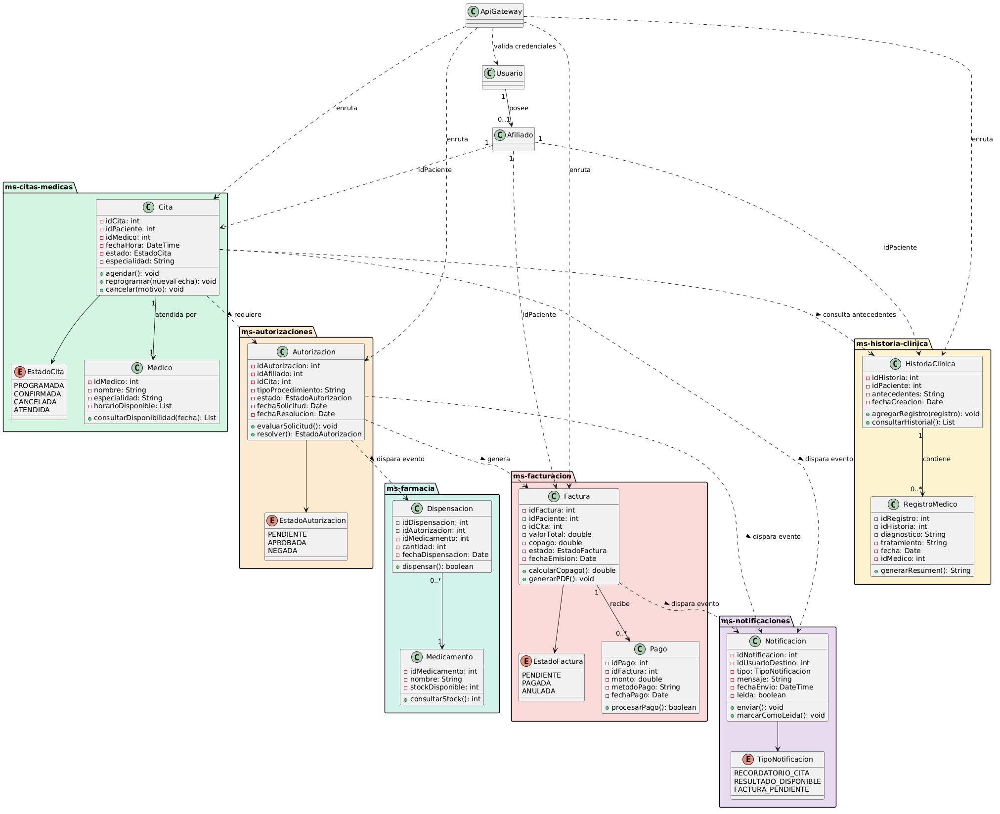 ApiGateway
valida credenciales
Usuario
enruta
1
posee
0..1
enruta
Afiliado
enruta
1
1
1
idPaciente
enruta
ms-citas-medicas
Cita
idCita: int
idPaciente: int
idMedico: int
fechaHora: DateTime
estado: EstadoCita
especialidad: String
agendar(): void
reprogramar(nuevaFecha): void
cancelar(motivo): void
idPaciente
1
atendida por
requiere
idPaciente
consulta antecedentes
1
EstadoCita
PROGRAMADA
CONFIRMADA
CANCELADA
ATENDIDA
Medico
idMedico: int
nombre: String
especialidad: String
horarioDisponible: List
consultarDisponibilidad(fecha): List
ms-autorizaciones
Autorizacion
idAutorizacion: int
idAfiliado: int
idCita: int
tipoProcedimiento: String
estado: EstadoAutorizacion
fechaSolicitud: Date
fechaResolucion: Date
evaluarSolicitud(): void
resolver(): EstadoAutorizacion
ms-historia-clinica
HistoriaClinica
idHistoria: int
idPaciente: int
antecedentes: String
fechaCreacion: Date
agregarRegistro(registro): void
consultarHistorial(): List
1
contiene
0..*
dispara evento
genera
dispara evento
EstadoAutorizacion
PENDIENTE
APROBADA
NEGADA
ms-farmacia
Dispensacion
idDispensacion: int
idAutorizacion: int
idMedicamento: int
cantidad: int
fechaDispensacion: Date
dispensar(): boolean
0..*
1
Medicamento
idMedicamento: int
nombre: String
stockDisponible: int
consultarStock(): int
ms-facturacion
Factura
idFactura: int
idPaciente: int
idCita: int
valorTotal: double
copago: double
estado: EstadoFactura
fechaEmision: Date
calcularCopago(): double
generarPDF(): void
1
recibe
0..*
dispara evento
dispara evento
EstadoFactura
PENDIENTE
PAGADA
ANULADA
Pago
idPago: int
idFactura: int
monto: double
metodoPago: String
fechaPago: Date
procesarPago(): boolean
RegistroMedico
idRegistro: int
idHistoria: int
diagnostico: String
tratamiento: String
fecha: Date
idMedico: int
generarResumen(): String
ms-notificaciones
Notificacion
idNotificacion: int
idUsuarioDestino: int
tipo: TipoNotificacion
mensaje: String
fechaEnvio: DateTime
leida: boolean
enviar(): void
marcarComoLeida(): void
TipoNotificacion
RECORDATORIO_CITA
RESULTADO_DISPONIBLE
FACTURA_PENDIENTE